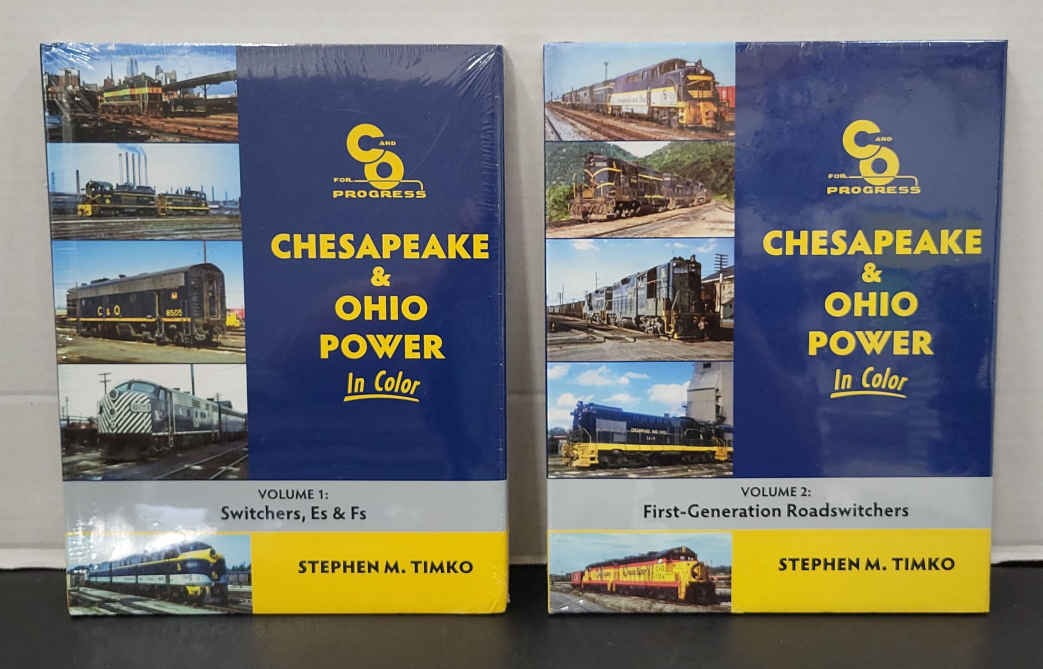 C AND O
FOR PROGRESS
CHESAPEAKE
&
OHIO
POWER
In Color
C & O
8505
VOLUME 1:
Switchers, Es & Fs
STEPHEN M. TIMKO
C AND O
FOR PROGRESS
CHESAPEAKE
&
OHIO
POWER
In Color
VOLUME 2:
First-Generation Roadswitchers
STEPHEN M. TIMKO